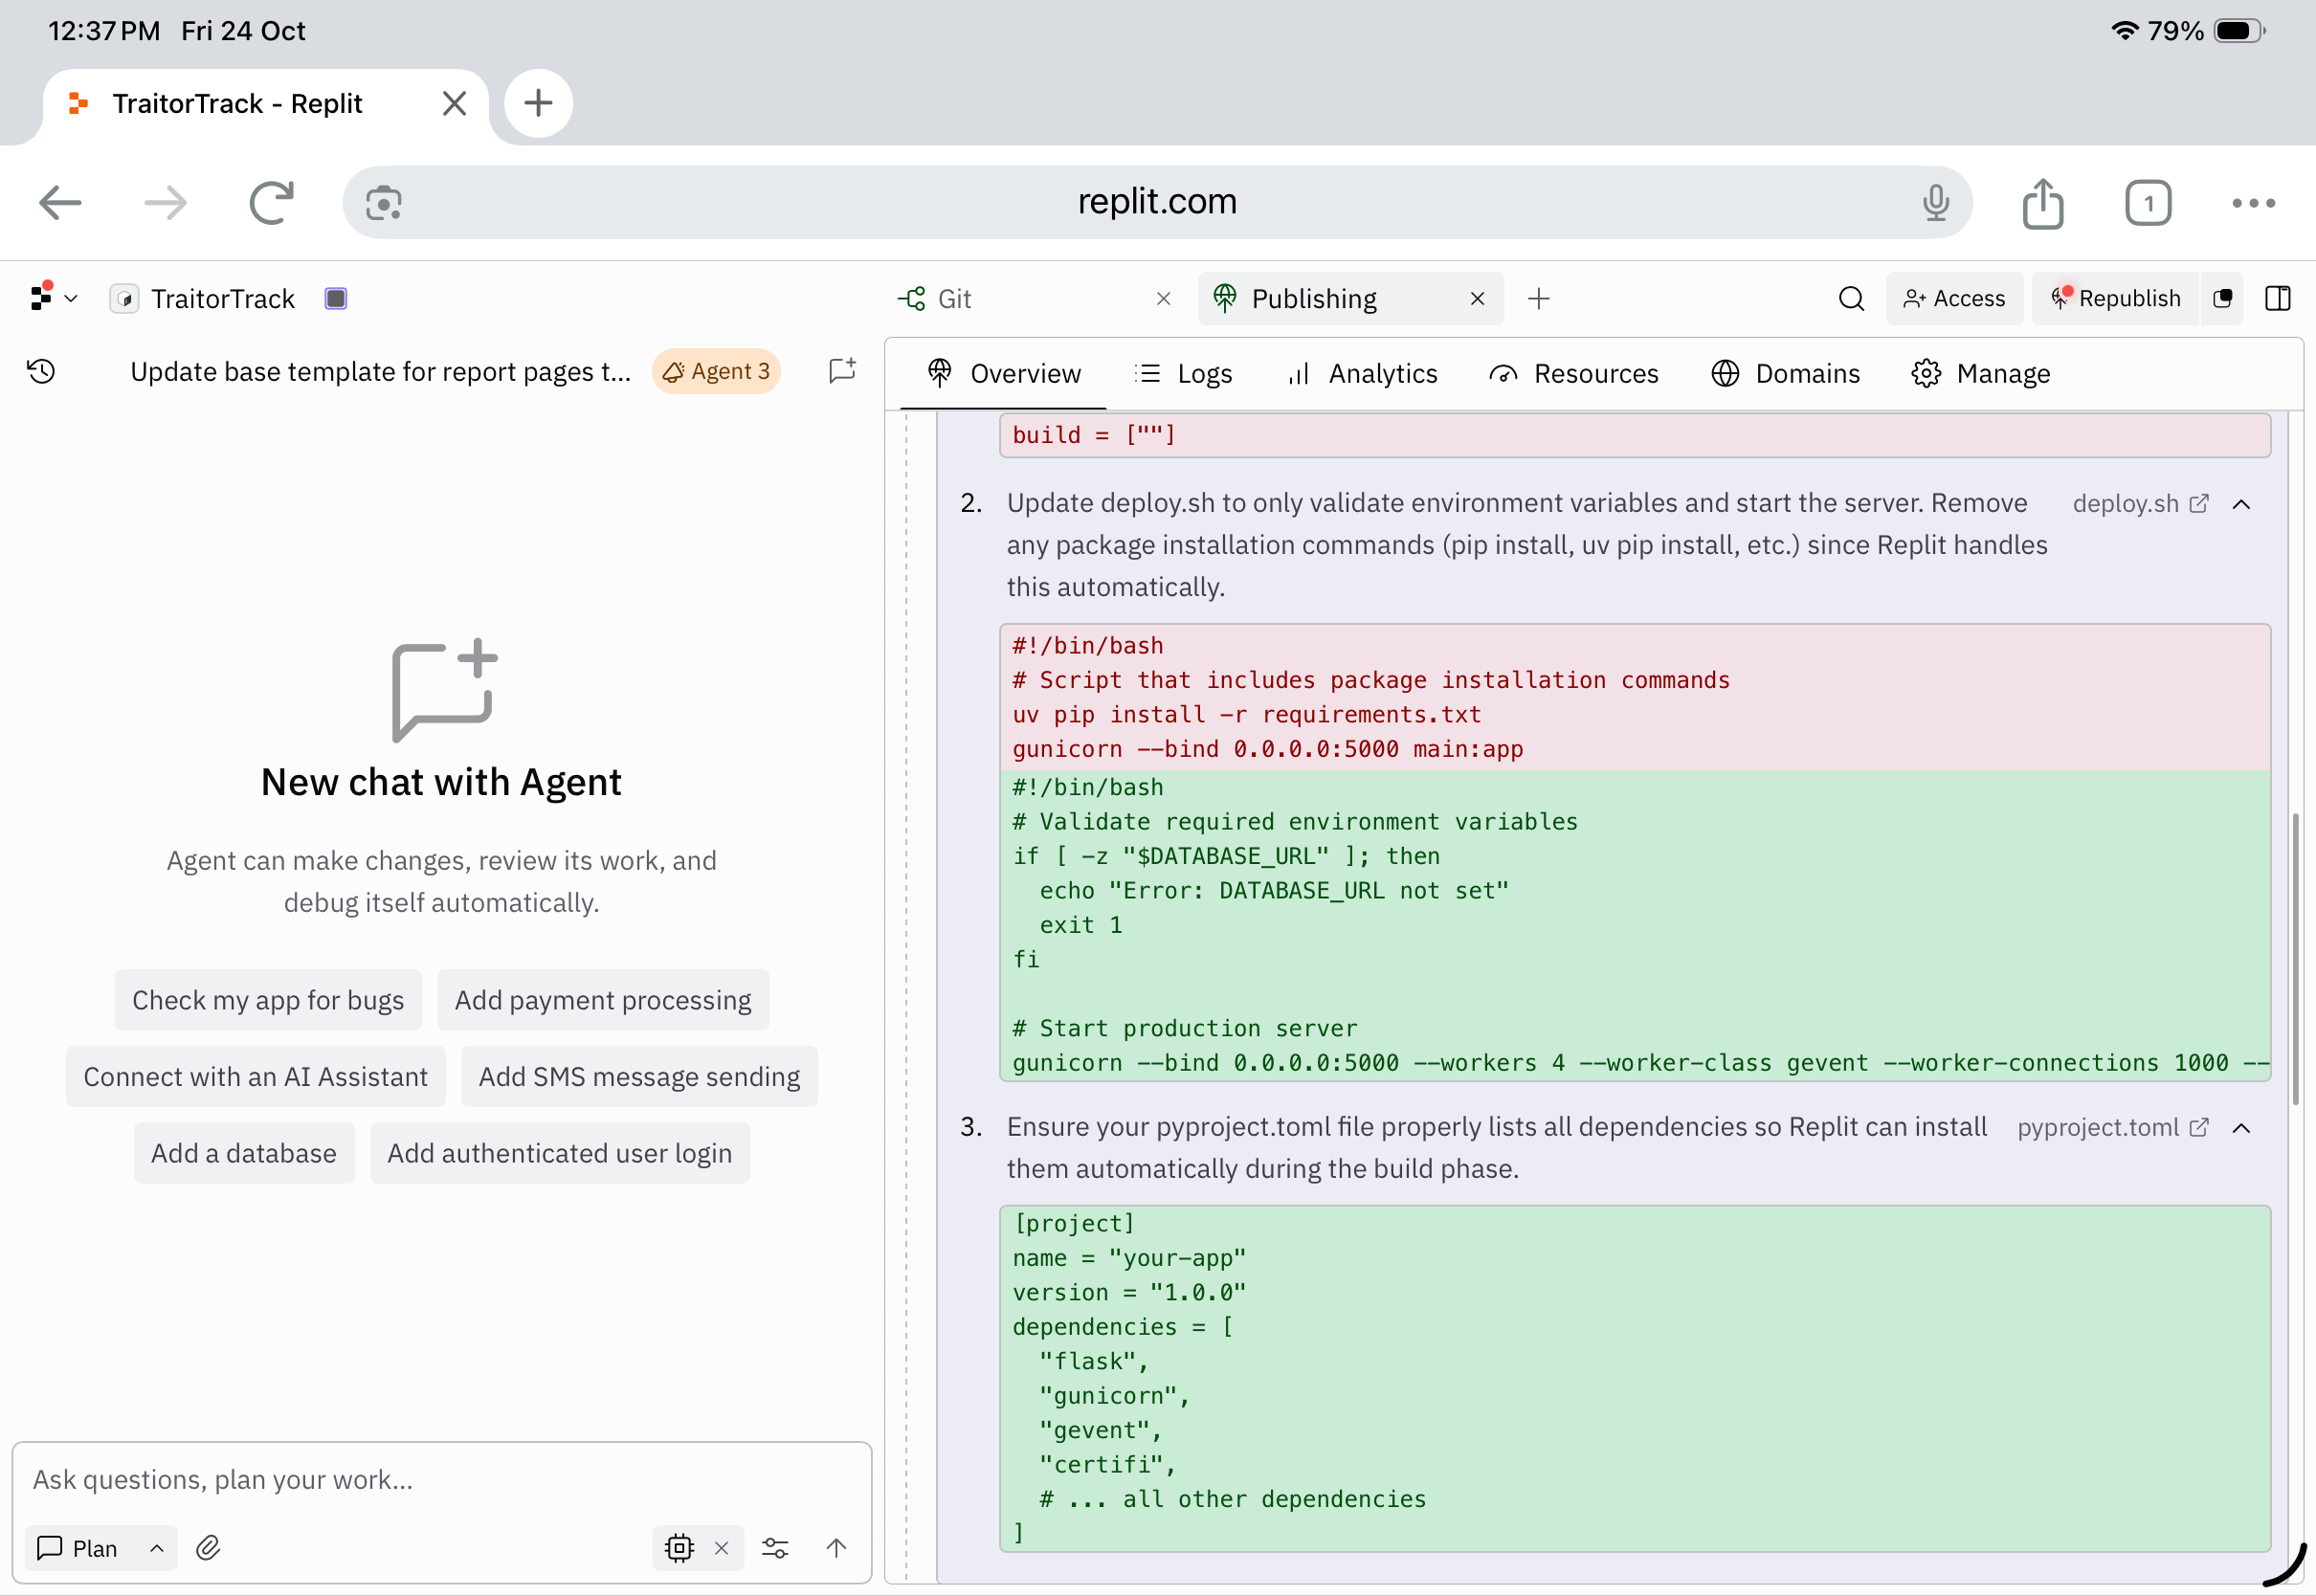 12:37 PM Fri 24 Oct
79%
TraitorTrack - Replit
replit.com
1
TraitorTrack
Git
Publishing
Access
Republish
Update base template for report pages t...
Agent 3
Overview
Logs
Analytics
Resources
Domains
Manage
New chat with Agent
Agent can make changes, review its work, and
debug itself automatically.
Check my app for bugs
Add payment processing
Connect with an AI Assistant
Add SMS message sending
Add a database
Add authenticated user login
Ask questions, plan your work...
Plan
build = [""]
2. Update deploy.sh to only validate environment variables and start the server. Remove
any package installation commands (pip install, uv pip install, etc.) since Replit handles
this automatically.
deploy.sh
#!/bin/bash
# Script that includes package installation commands
uv pip install -r requirements.txt
gunicorn --bind 0.0.0.0:5000 main:app
#!/bin/bash
# Validate required environment variables
if [ -z "$DATABASE_URL" ]; then
  echo "Error: DATABASE_URL not set"
  exit 1
fi
# Start production server
gunicorn --bind 0.0.0.0:5000 --workers 4 --worker-class gevent --worker-connections 1000 --
3. Ensure your pyproject.toml file properly lists all dependencies so Replit can install
them automatically during the build phase.
pyproject.toml
[project]
name = "your-app"
version = "1.0.0"
dependencies = [
  "flask",
  "gunicorn",
  "gevent",
  "certifi",
  # ... all other dependencies
]